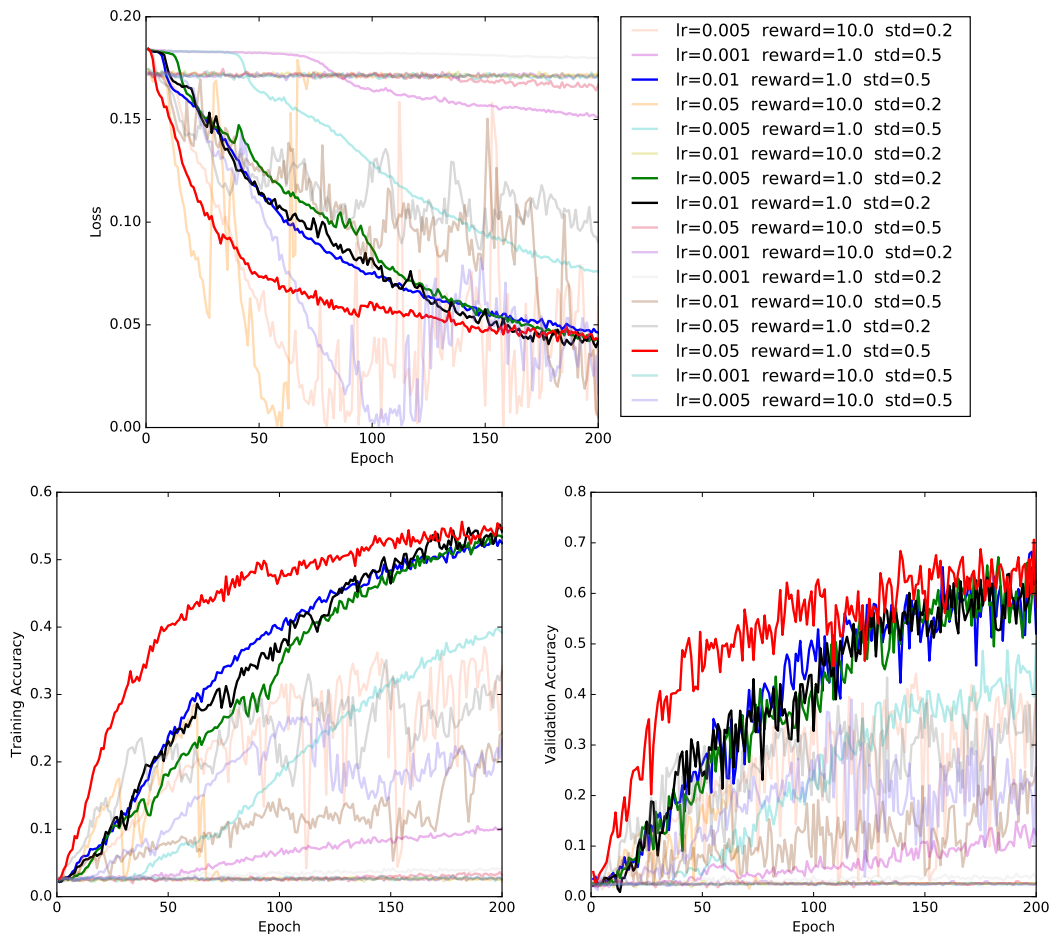 0.20
0.15
0.10
0.05
0.00
Loss
0
50
100
150
200
Epoch
lr=0.005 reward=10.0 std=0.2
lr=0.001 reward=1.0 std=0.5
lr=0.01 reward=1.0 std=0.5
lr=0.05 reward=10.0 std=0.2
lr=0.005 reward=1.0 std=0.5
lr=0.01 reward=10.0 std=0.2
lr=0.005 reward=1.0 std=0.2
lr=0.01 reward=1.0 std=0.2
lr=0.05 reward=10.0 std=0.5
lr=0.001 reward=10.0 std=0.2
lr=0.001 reward=1.0 std=0.2
lr=0.01 reward=10.0 std=0.5
lr=0.05 reward=1.0 std=0.2
lr=0.05 reward=1.0 std=0.5
lr=0.001 reward=10.0 std=0.5
lr=0.005 reward=10.0 std=0.5
0.6
0.5
0.4
0.3
0.2
0.1
0.0
Training Accuracy
0
50
100
150
200
Epoch
0.8
0.7
0.6
0.5
0.4
0.3
0.2
0.1
0.0
Validation Accuracy
0
50
100
150
200
Epoch